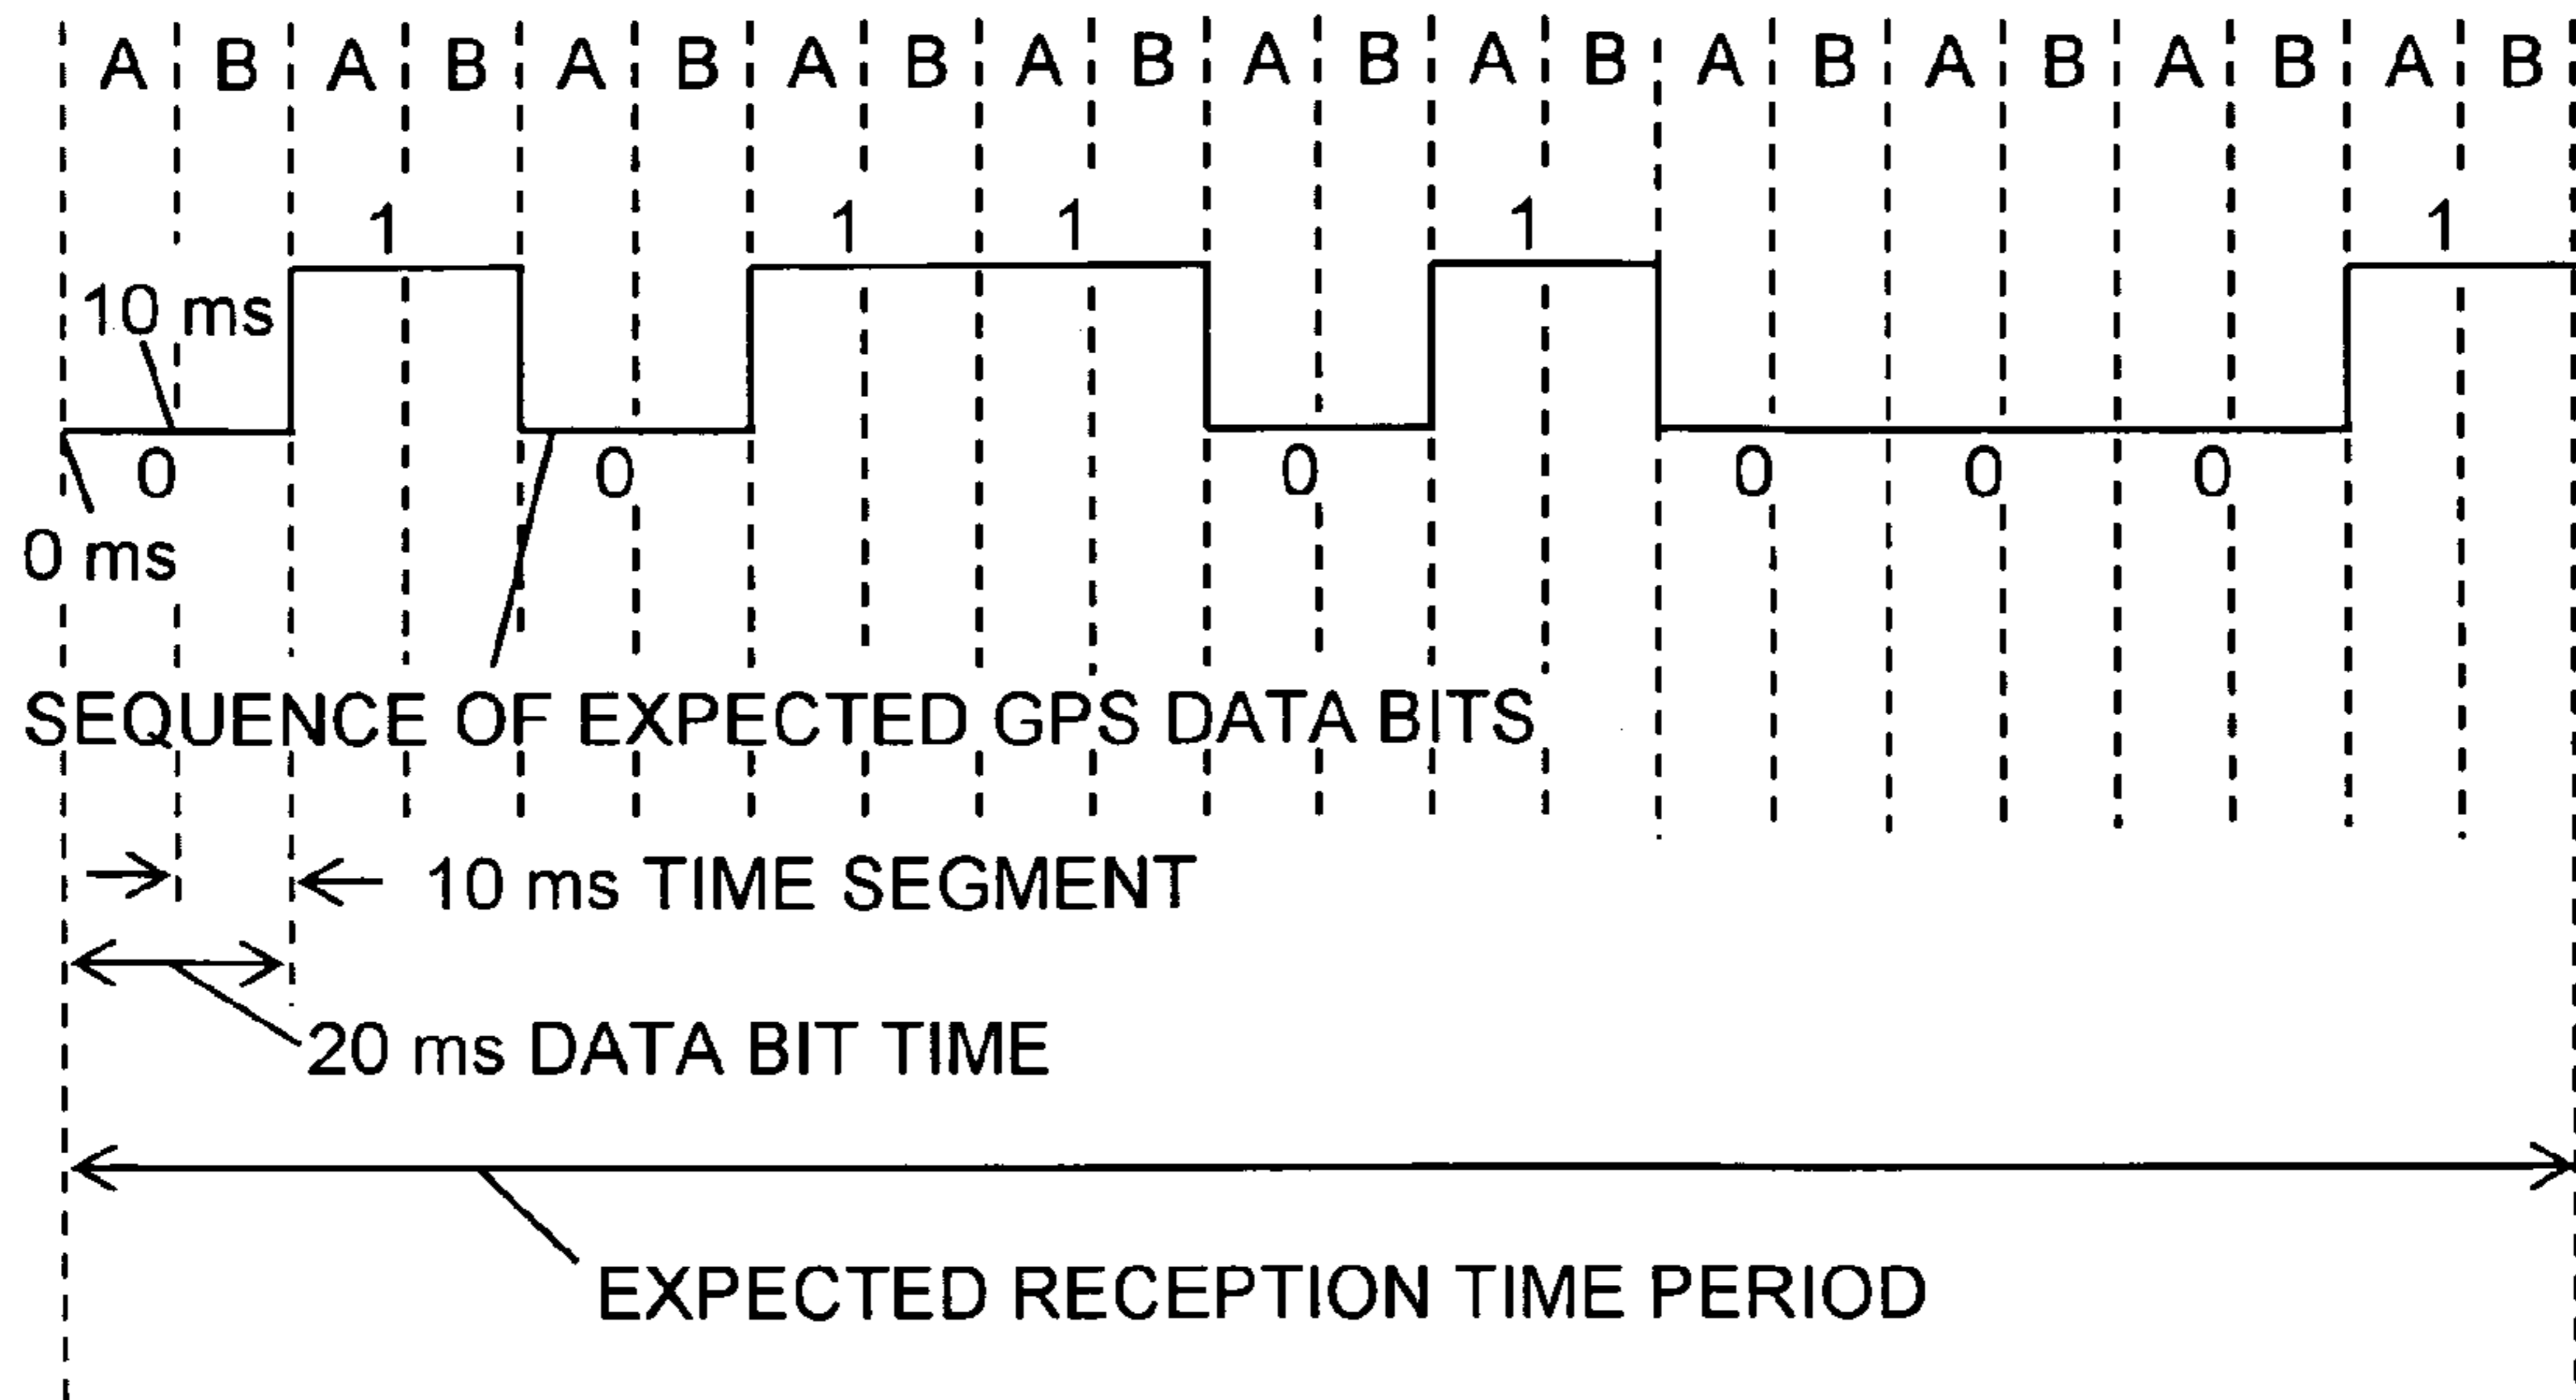 A B A B A B A B A B A B A B A B A B A B A B
1 1 1 1 1
10 ms
0 0 0 0 0 0
0 ms
SEQUENCE OF EXPECTED GPS DATA BITS
10 ms TIME SEGMENT
20 ms DATA BIT TIME
EXPECTED RECEPTION TIME PERIOD